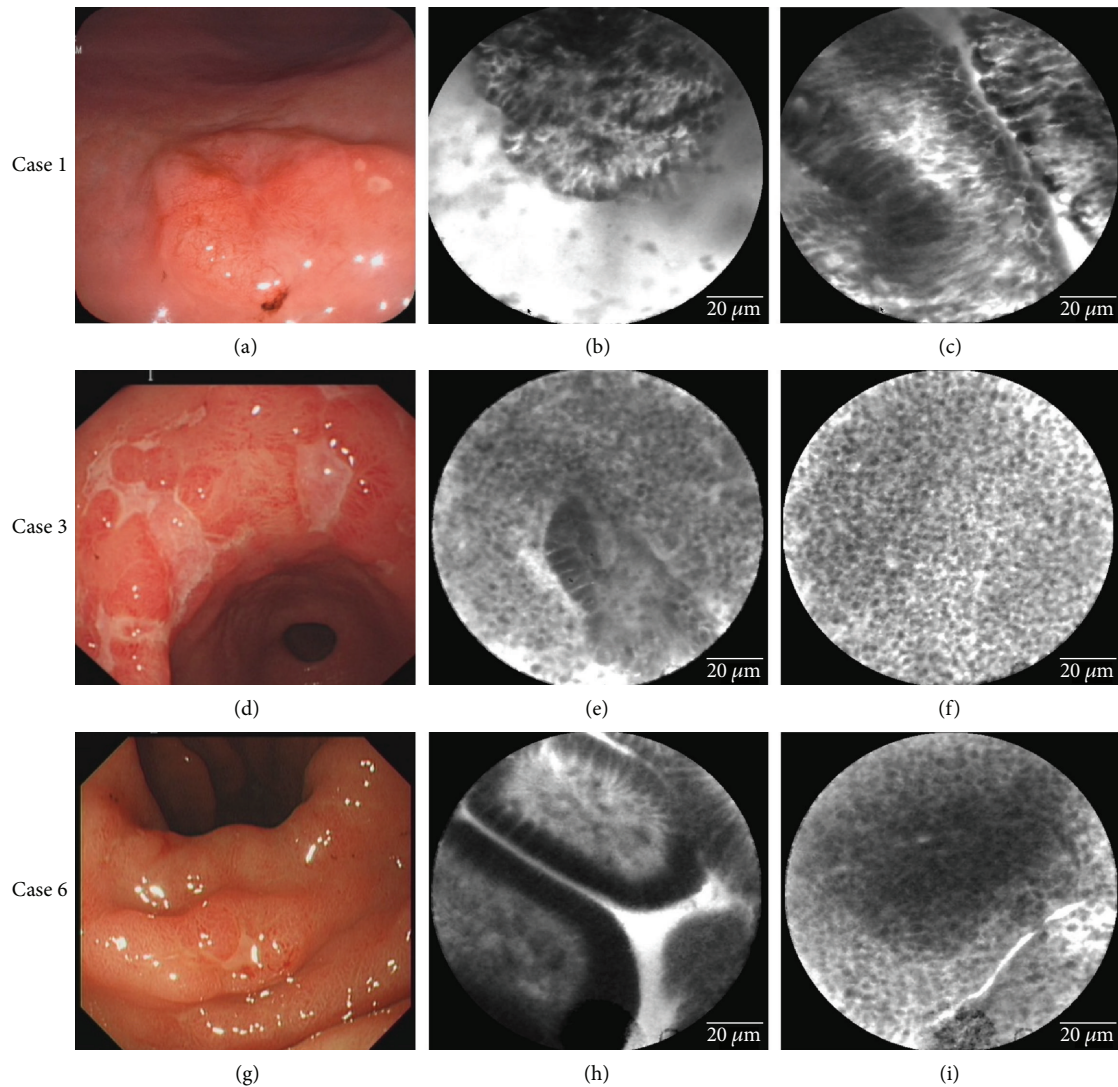 Case 1
M
20 μm
20 μm
(a)
(b)
(c)
Case 3
20 μm
20 μm
(d)
(e)
(f)
Case 6
20 μm
20 μm
(g)
(h)
(i)